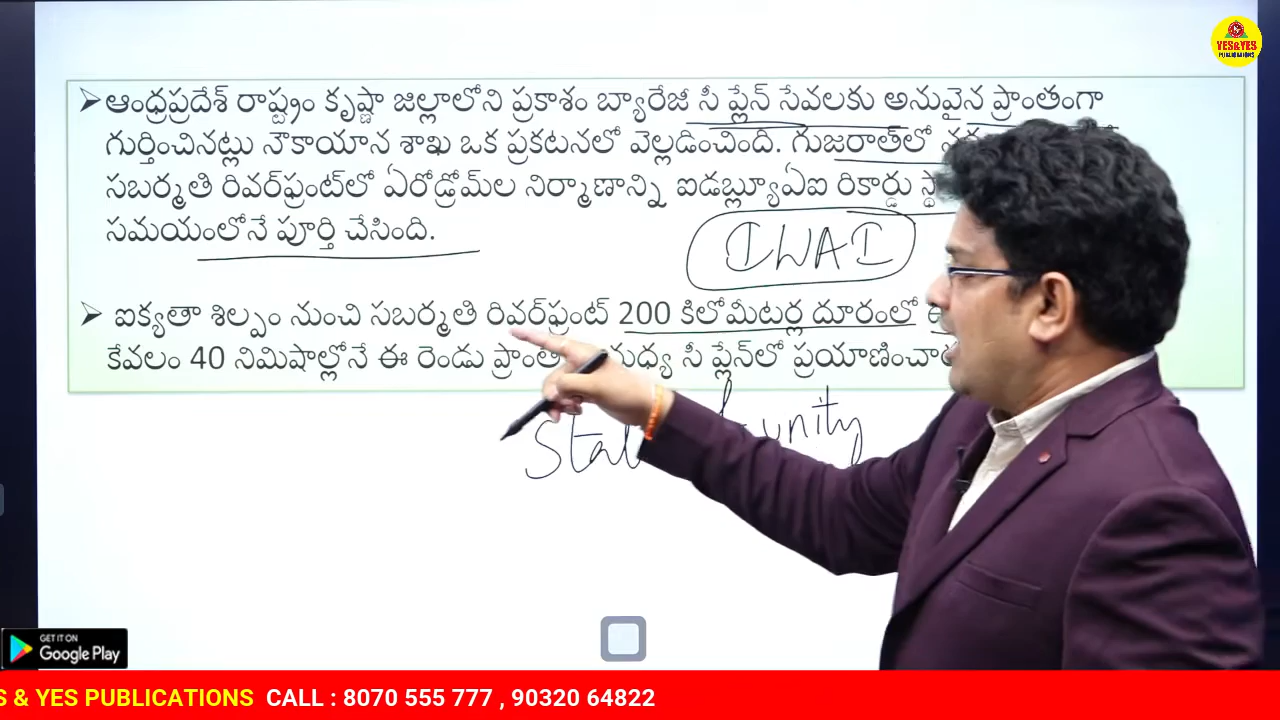 YES&YES
PUBLICATIONS
➢ఆంధ్రప్రదేశ్ రాష్ట్రం కృష్ణా జిల్లాలోని ప్రకాశం బ్యారేజీ సీ ప్లేన్ సేవలకు అనువైన ప్రాంతంగా
గుర్తించినట్లు నౌకాయాన శాఖ ఒక ప్రకటనలో వెల్లడించింది. గుజరాత్‌లో
సబర్మతి రివర్‌ఫ్రంట్‌లో ఏరోడ్రోమ్‌ల నిర్మాణాన్ని ఐడబ్ల్యూఏఐ రికార్డు
సమయంలోనే పూర్తి చేసింది.
IWAI
➢ ఐక్యతా శిల్పం నుంచి సబర్మతి రివర్‌ఫ్రంట్ 200 కిలోమీటర్ల దూరంలో
కేవలం 40 నిమిషాల్లోనే ఈ రెండు సీ ప్లేన్‌లో
unity
GET IT ON
Google Play
S & YES PUBLICATIONS CALL : 8070 555 777 , 90320 64822